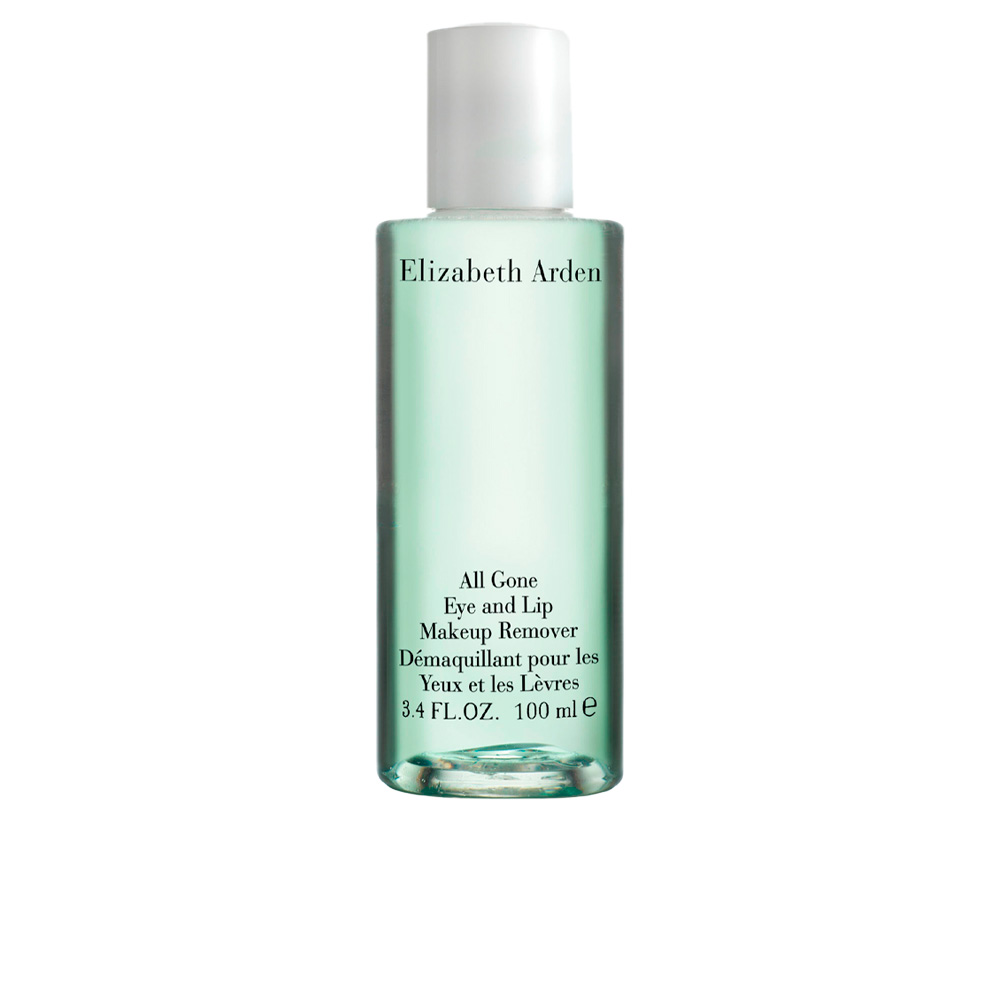 Elizabeth Arden
All Gone
Eye and Lip
Makeup Remover
Démaquillant pour les
Yeux et les Lèvres
3.4 FL.OZ. 100 ml ℮